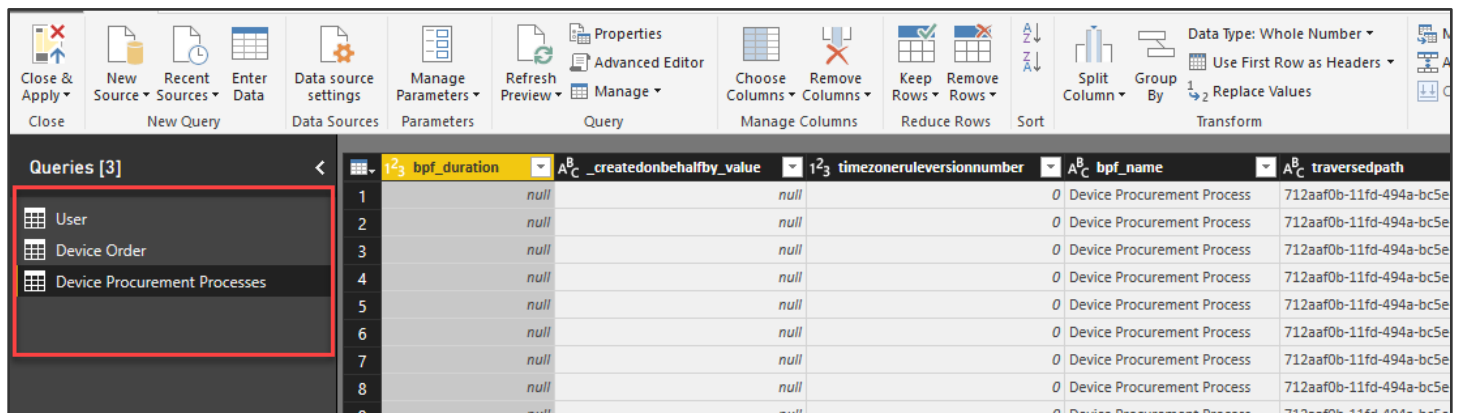 Close & Apply
New Source
Recent Sources
Enter Data
Data source settings
Manage Parameters
Refresh Preview
Properties
Advanced Editor
Manage
Choose Columns
Remove Columns
Keep Rows
Remove Rows
A Z
Z A
Split Column
Group By
Data Type: Whole Number
Use First Row as Headers
1 2 Replace Values
Close
New Query
Data Sources
Parameters
Query
Manage Columns
Reduce Rows
Sort
Transform
Queries [3]
User
Device Order
Device Procurement Processes
123 bpf_duration ABC _createdonbehalfby_value 123 timezoneruleversionnumber ABC bpf_name ABC traversedpath
1 null null 0 Device Procurement Process 712aaf0b-11fd-494a-bc5e
2 null null 0 Device Procurement Process 712aaf0b-11fd-494a-bc5e
3 null null 0 Device Procurement Process 712aaf0b-11fd-494a-bc5e
4 null null 0 Device Procurement Process 712aaf0b-11fd-494a-bc5e
5 null null 0 Device Procurement Process 712aaf0b-11fd-494a-bc5e
6 null null 0 Device Procurement Process 712aaf0b-11fd-494a-bc5e
7 null null 0 Device Procurement Process 712aaf0b-11fd-494a-bc5e
8 null null 0 Device Procurement Process 712aaf0b-11fd-494a-bc5e